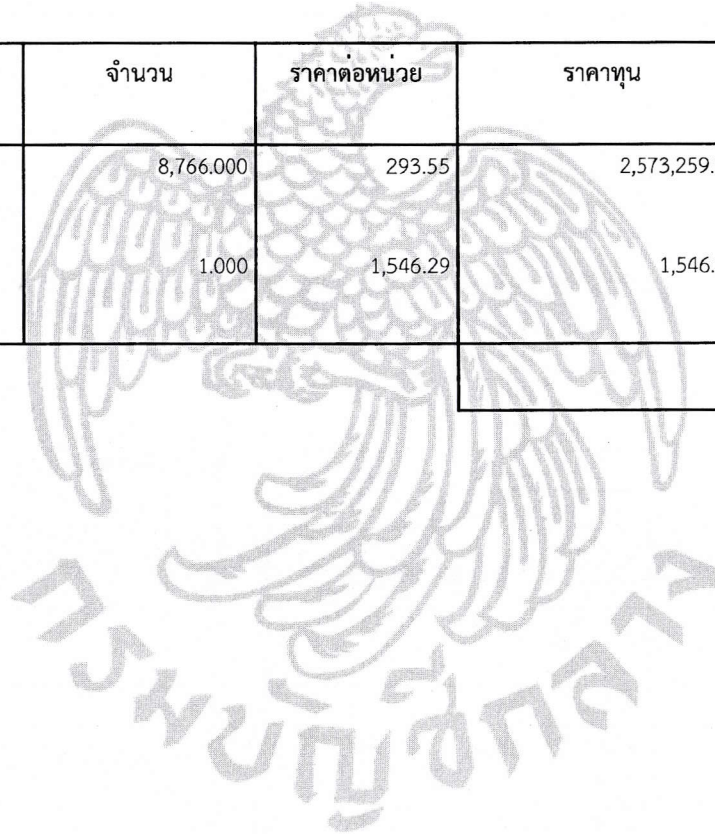 จำนวน ราคาต่อหน่วย ราคาทุน
8,766.000 293.55 2,573,259.
1.000 1,546.29 1,546.
กรมบัญชีกลาง